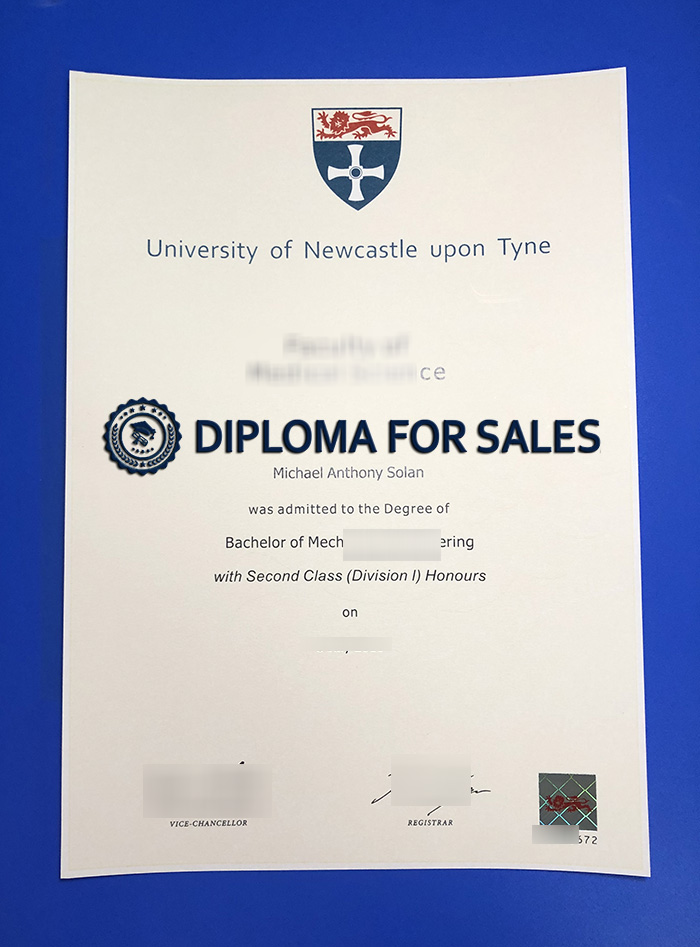 University of Newcastle upon Tyne
ce
DIPLOMA FOR SALES
Michael Anthony Solan
was admitted to the Degree of
Bachelor of Mech ering
with Second Class (Division I) Honours
on
VICE-CHANCELLOR
REGISTRAR
672